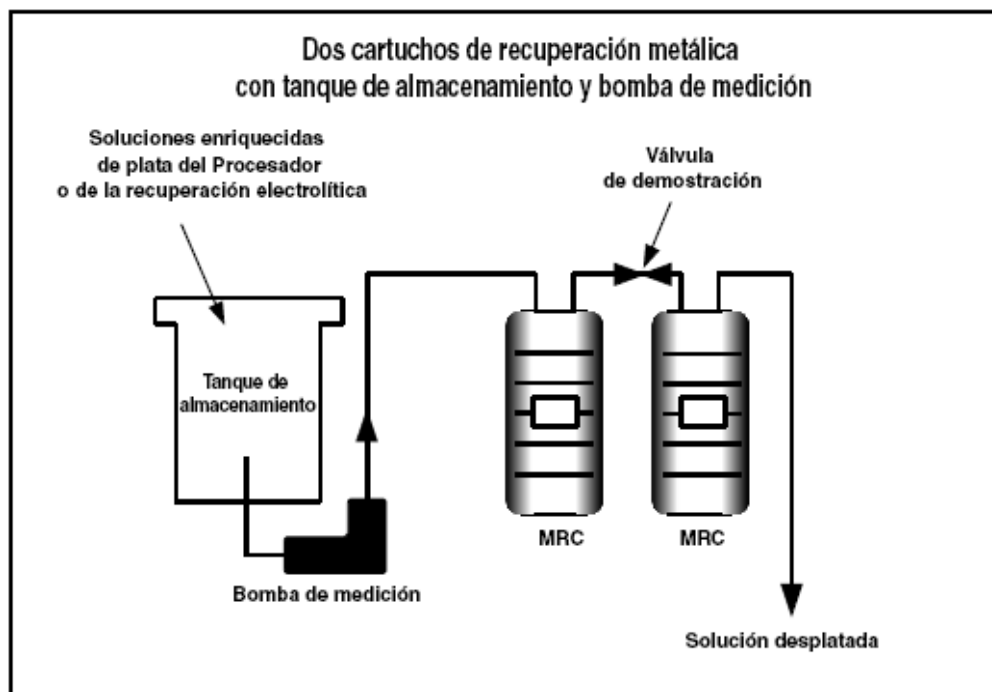 Dos cartuchos de recuperación metálica
con tanque de almacenamiento y bomba de medición
Soluciones enriquecidas
de plata del Procesador
o de la recuperación electrolítica
Válvula
de demostración
Tanque de
almacenamiento
MRC
MRC
Bomba de medición
Solución desplatada